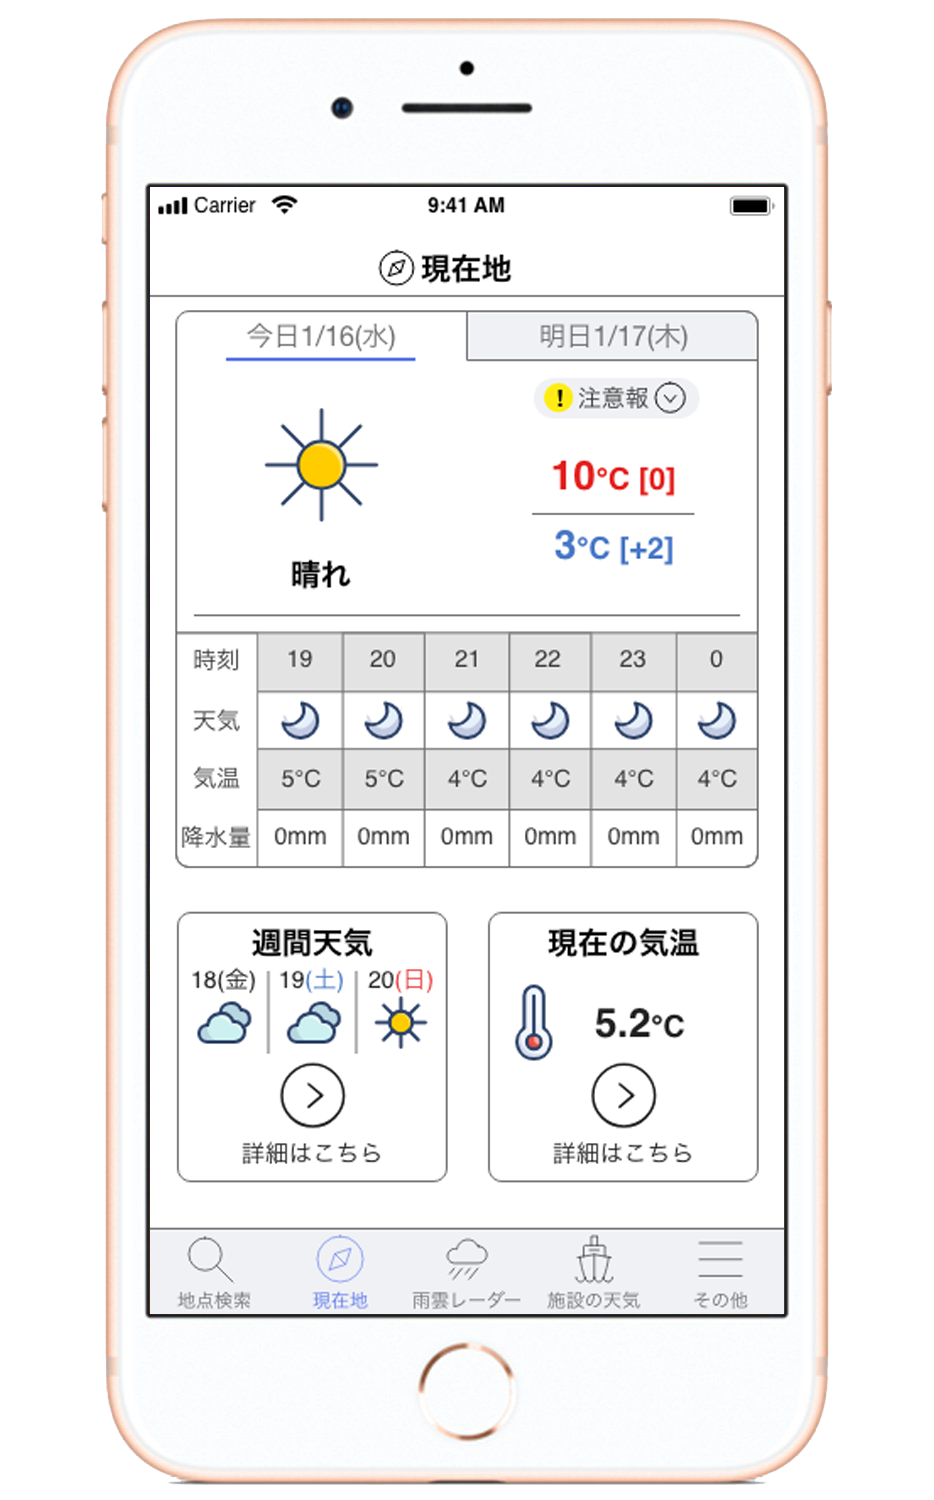 Carrier 9:41 AM
現在地
今日1/16(水) 明日1/17(木)
! 注意報
10°C [0]
3°C [+2]
晴れ
時刻 19 20 21 22 23 0
天気
気温 5°C 5°C 4°C 4°C 4°C 4°C
降水量 0mm 0mm 0mm 0mm 0mm 0mm
週間天気
18(金) 19(土) 20(日)
詳細はこちら
現在の気温
5.2°C
詳細はこちら
地点検索 現在地 雨雲レーダー 施設の天気 その他